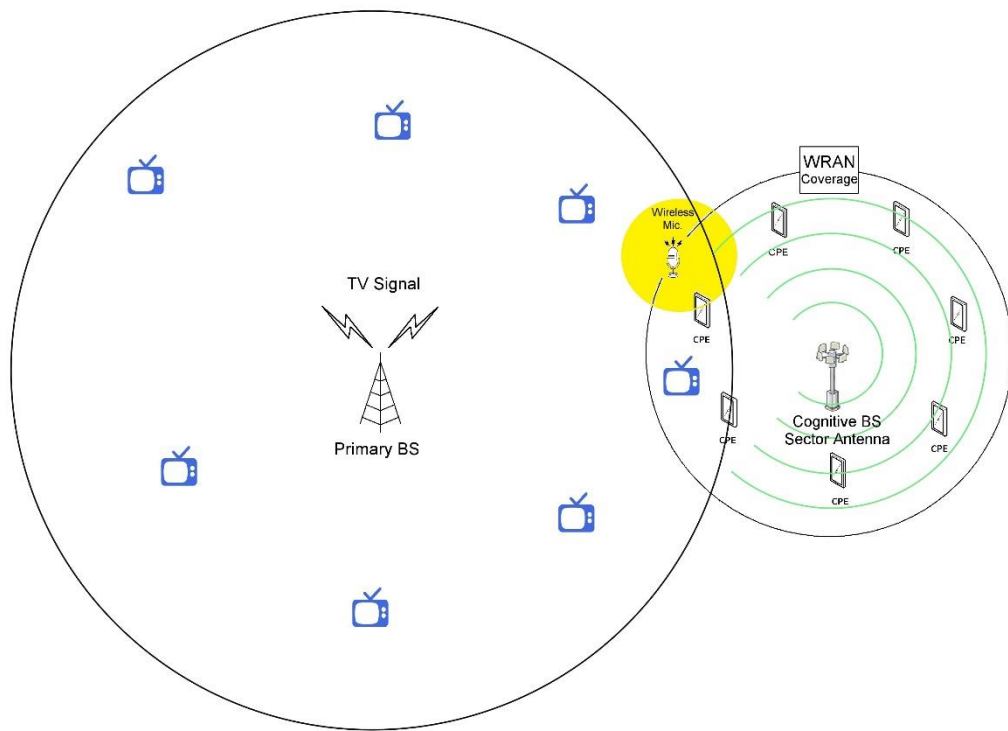 WRAN
Coverage
Wireless
Mic.
CPE
CPE
TV Signal
CPE
CPE
Primary BS
Cognitive BS
Sector Antenna
CPE
CPE
CPE